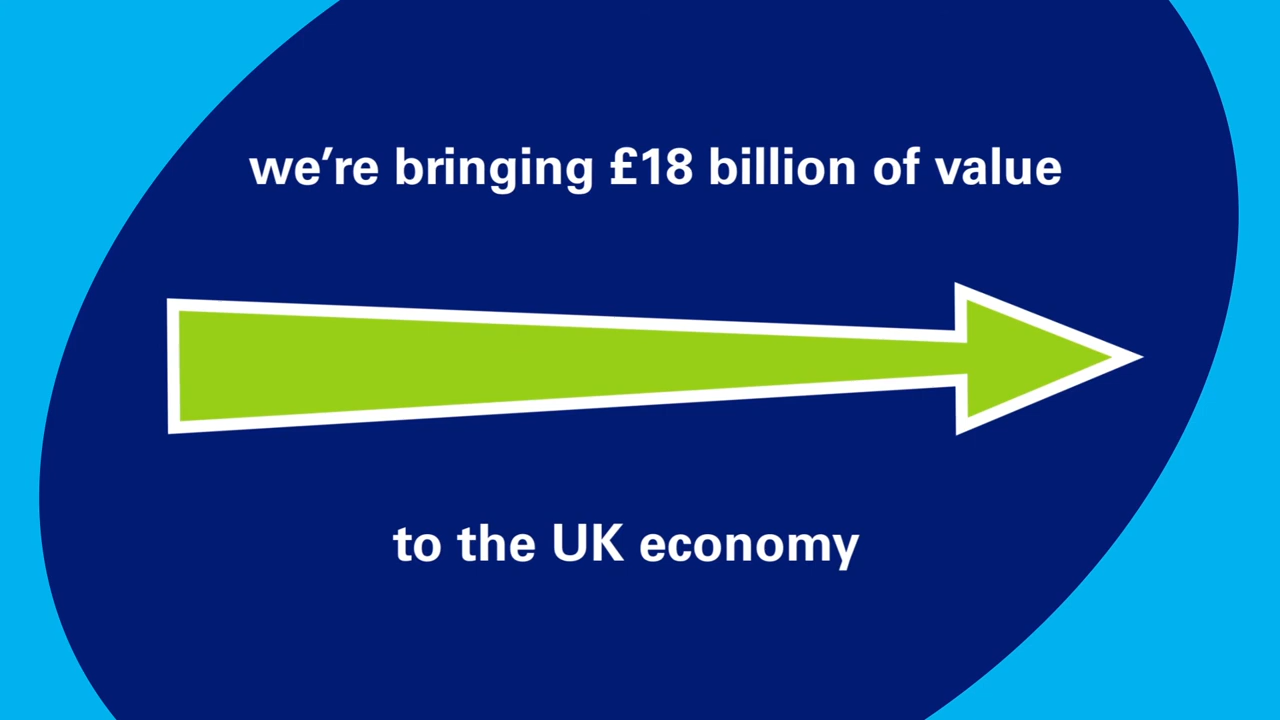 we’re bringing £18 billion of value
to the UK economy